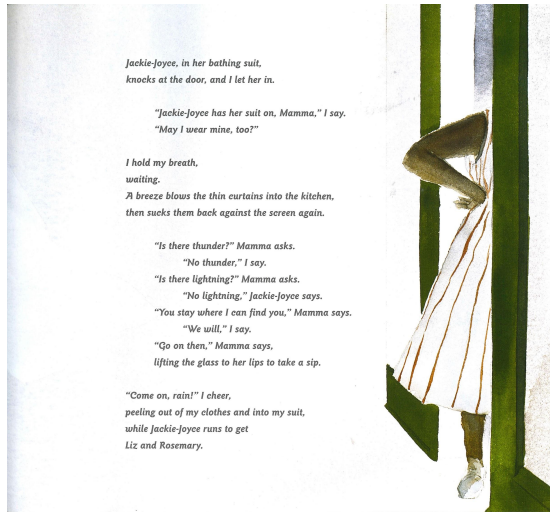 Jackie-Joyce, in her bathing suit,
knocks at the door, and I let her in.
“Jackie-Joyce has her suit on, Mamma,” I say.
“May I wear mine, too?”
I hold my breath,
waiting.
A breeze blows the thin curtains into the kitchen,
then sucks them back against the screen again.
“Is there thunder?” Mamma asks.
“No thunder,” I say.
“Is there lightning?” Mamma asks.
“No lightning,” Jackie-Joyce says.
“You stay where I can find you,” Mamma says.
“We will,” I say.
“Go on then,” Mamma says,
lifting the glass to her lips to take a sip.
“Come on, rain!” I cheer,
peeling out of my clothes and into my suit,
while Jackie-Joyce runs to get
Liz and Rosemary.